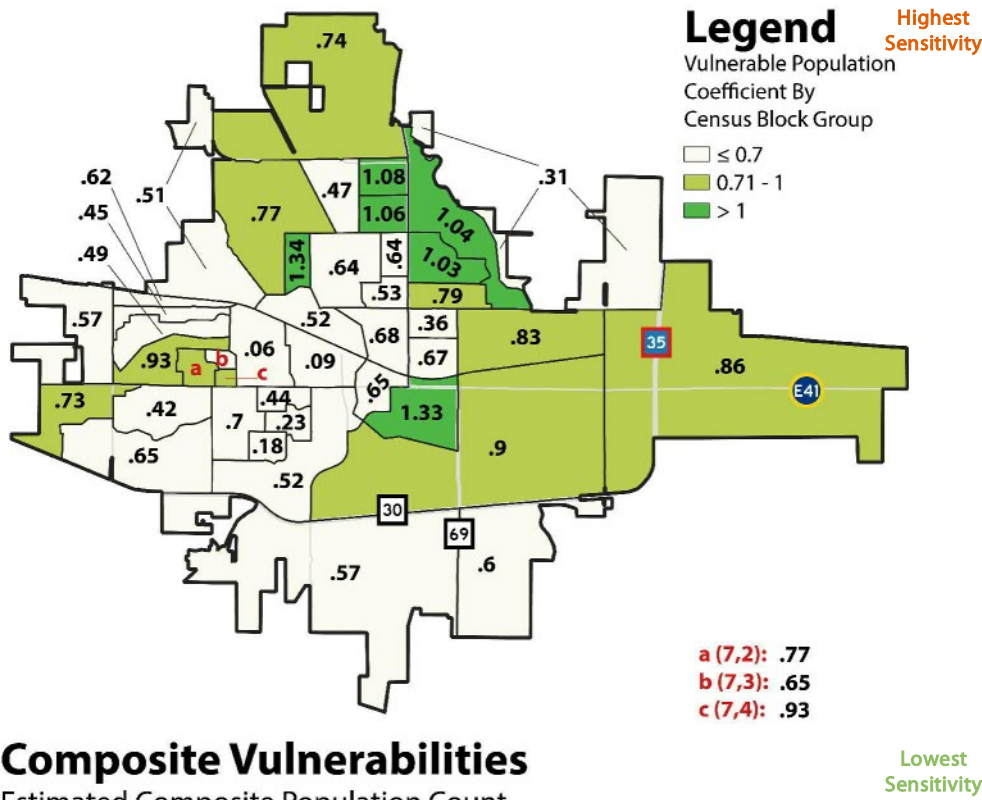 Legend
Highest
Sensitivity
Vulnerable Population
Coefficient By
Census Block Group
≤ 0.7
0.71 - 1
> 1
.74
.62
.51
.45
.49
.31
.47
1.08
1.06
.77
1.04
1.34
.64
.64
1.03
.53
.79
.57
.52
.68
.36
.67
.83
35
.86
.93
a
b
c
.06
.09
.65
E41
.73
.42
.7
.44
.23
.18
1.33
.65
.52
.9
30
69
.57
.6
a (7,2): .77
b (7,3): .65
c (7,4): .93
Composite Vulnerabilities
Lowest
Sensitivity
Estimated Composite Population Count